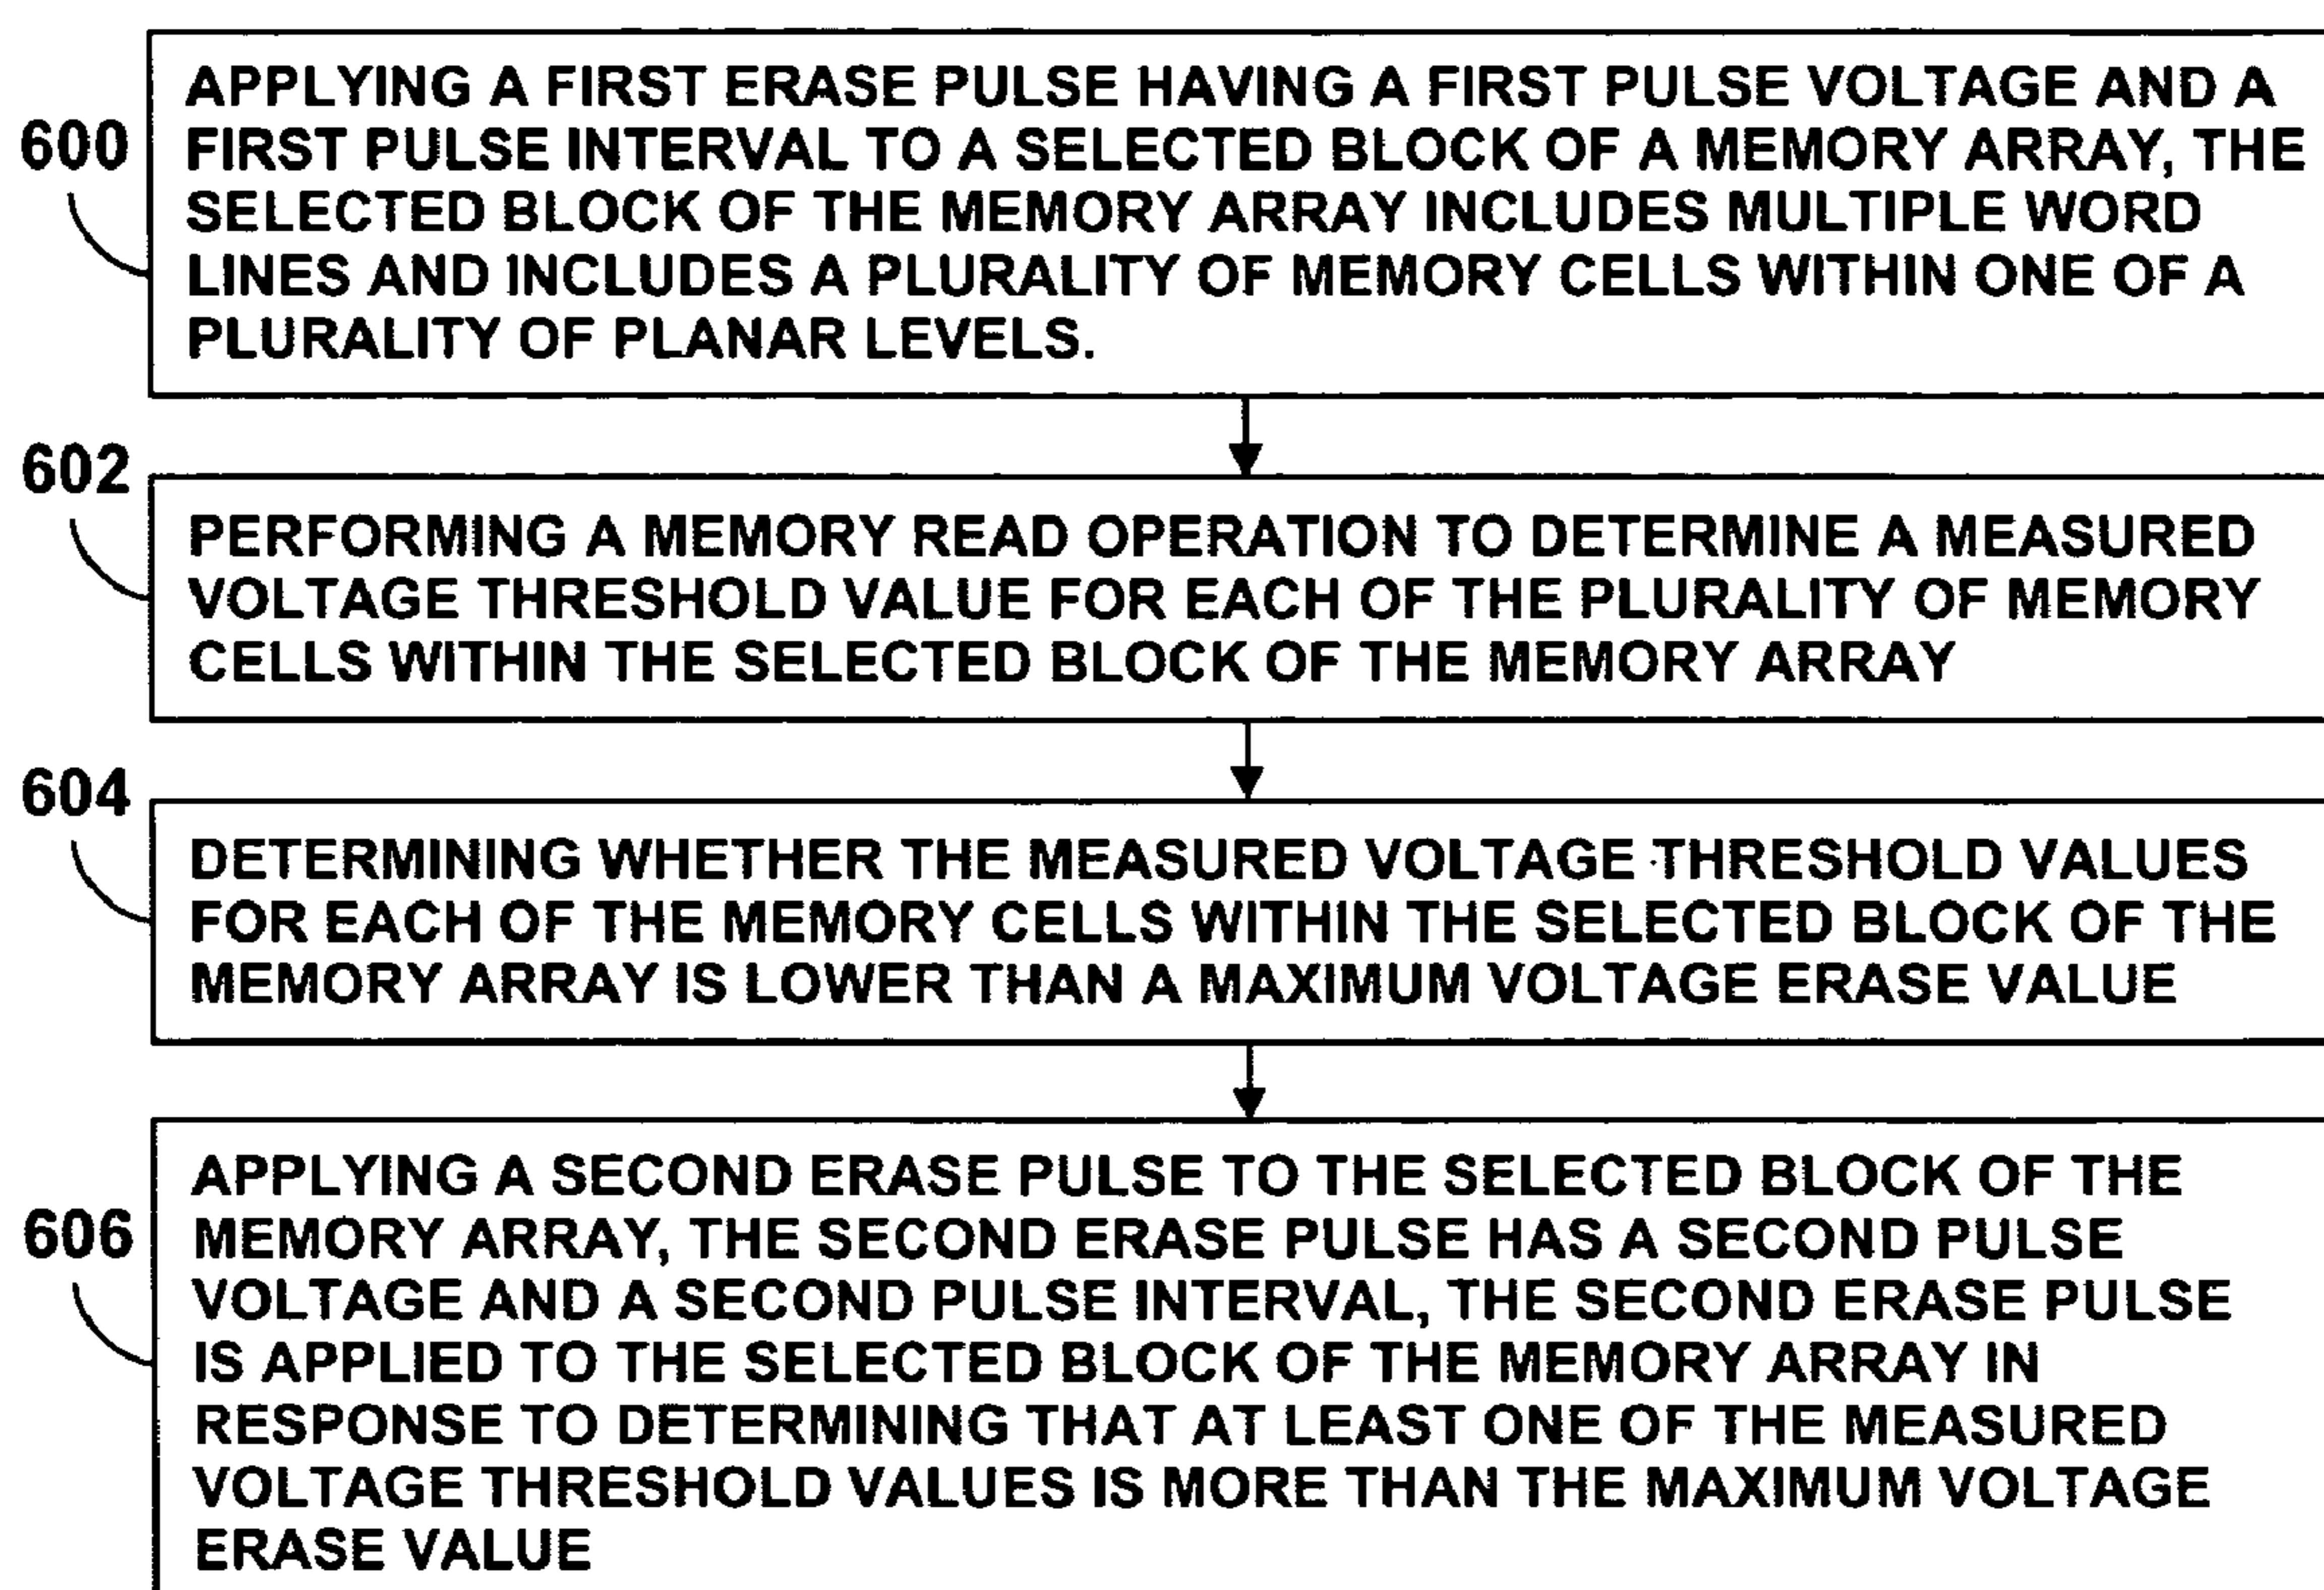 600
APPLYING A FIRST ERASE PULSE HAVING A FIRST PULSE VOLTAGE AND A
FIRST PULSE INTERVAL TO A SELECTED BLOCK OF A MEMORY ARRAY, THE
SELECTED BLOCK OF THE MEMORY ARRAY INCLUDES MULTIPLE WORD
LINES AND INCLUDES A PLURALITY OF MEMORY CELLS WITHIN ONE OF A
PLURALITY OF PLANAR LEVELS.
602
PERFORMING A MEMORY READ OPERATION TO DETERMINE A MEASURED
VOLTAGE THRESHOLD VALUE FOR EACH OF THE PLURALITY OF MEMORY
CELLS WITHIN THE SELECTED BLOCK OF THE MEMORY ARRAY
604
DETERMINING WHETHER THE MEASURED VOLTAGE THRESHOLD VALUES
FOR EACH OF THE MEMORY CELLS WITHIN THE SELECTED BLOCK OF THE
MEMORY ARRAY IS LOWER THAN A MAXIMUM VOLTAGE ERASE VALUE
606
APPLYING A SECOND ERASE PULSE TO THE SELECTED BLOCK OF THE
MEMORY ARRAY, THE SECOND ERASE PULSE HAS A SECOND PULSE
VOLTAGE AND A SECOND PULSE INTERVAL, THE SECOND ERASE PULSE
IS APPLIED TO THE SELECTED BLOCK OF THE MEMORY ARRAY IN
RESPONSE TO DETERMINING THAT AT LEAST ONE OF THE MEASURED
VOLTAGE THRESHOLD VALUES IS MORE THAN THE MAXIMUM VOLTAGE
ERASE VALUE